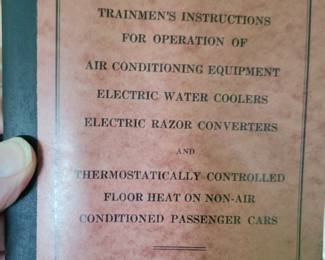 TRAINMEN'S INSTRUCTIONS
FOR OPERATION OF
AIR CONDITIONING EQUIPMENT
ELECTRIC WATER COOLERS
ELECTRIC RAZOR CONVERTERS
AND
THERMOSTATICALLY CONTROLLED
FLOOR HEAT ON NON-AIR
CONDITIONED PASSENGER CARS